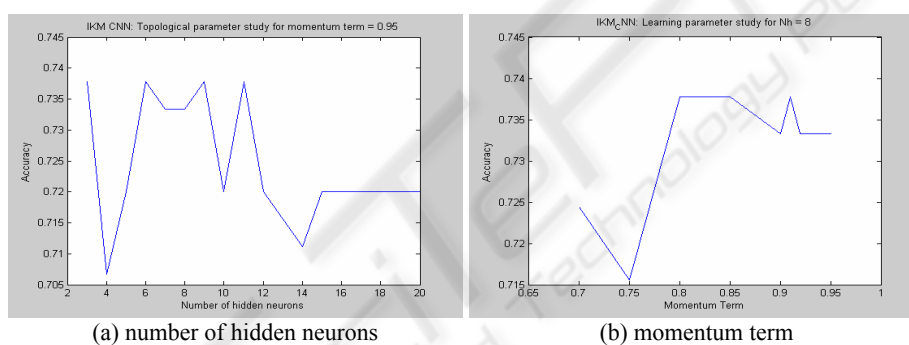 IKM CNN: Topological parameter study for momentum term = 0.95
0.745
0.74
0.735
0.73
0.725
0.72
0.715
0.71
0.705
Accuracy
2 4 6 8 10 12 14 16 18 20
Number of hidden neurons
(a) number of hidden neurons
IKMCNN: Learning parameter study for Nh = 8
0.745
0.74
0.735
0.73
0.725
0.72
0.715
Accuracy
0.65 0.7 0.75 0.8 0.85 0.9 0.95 1
Momentum Term
(b) momentum term